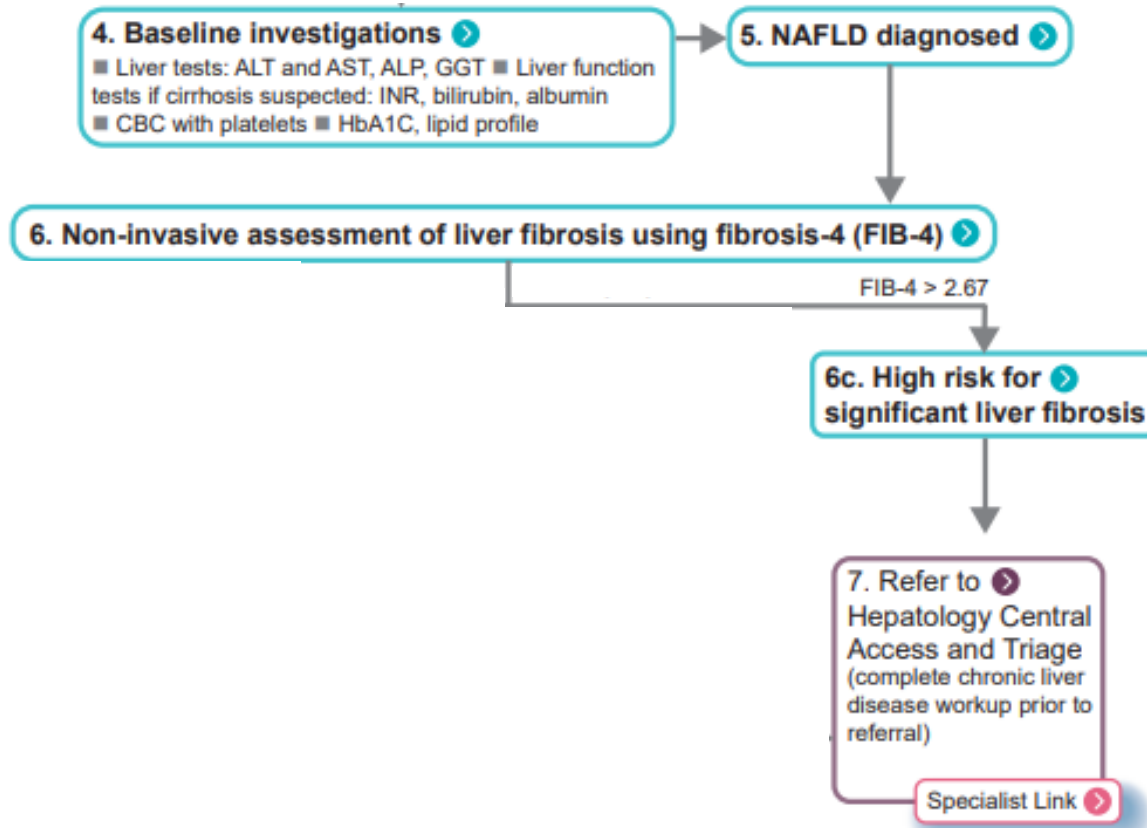 4. Baseline investigations
■ Liver tests: ALT and AST, ALP, GGT ■ Liver function
tests if cirrhosis suspected: INR, bilirubin, albumin
■ CBC with platelets ■ HbA1C, lipid profile
5. NAFLD diagnosed
6. Non-invasive assessment of liver fibrosis using fibrosis-4 (FIB-4)
FIB-4 > 2.67
6c. High risk for
significant liver fibrosis
7. Refer to
Hepatology Central
Access and Triage
(complete chronic liver
disease workup prior to
referral)
Specialist Link